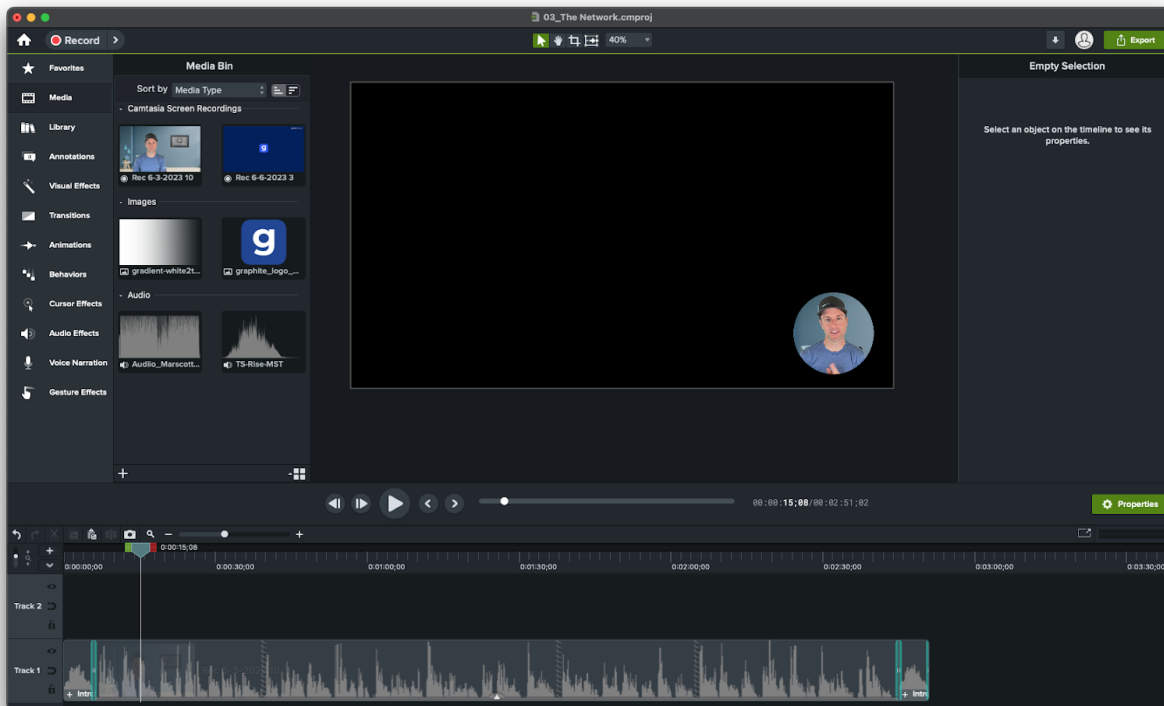 03_The Network.cmproj
Record
40%
Export
Favorites
Media
Library
Annotations
Visual Effects
Transitions
Animations
Behaviors
Cursor Effects
Audio Effects
Voice Narration
Gesture Effects
Media Bin
Sort by Media Type
Camtasia Screen Recordings
Rec 6-3-2023 10
Rec 6-6-2023 3
Images
g
gradient-white2t...
graphite_logo_...
Audio
Audiio_Marscott...
TS-Rise-MST
Empty Selection
Select an object on the timeline to see its
properties.
00:00:15;08/00:02:51;02
Properties
0:00:15;08
0:00:00;00 0:00:30;00 0:01:00;00 0:01:30;00 0:02:00;00 0:02:30;00 0:03:00;00 0:03:30;00
Track 2
Track 1
+ Intro
+ Intro